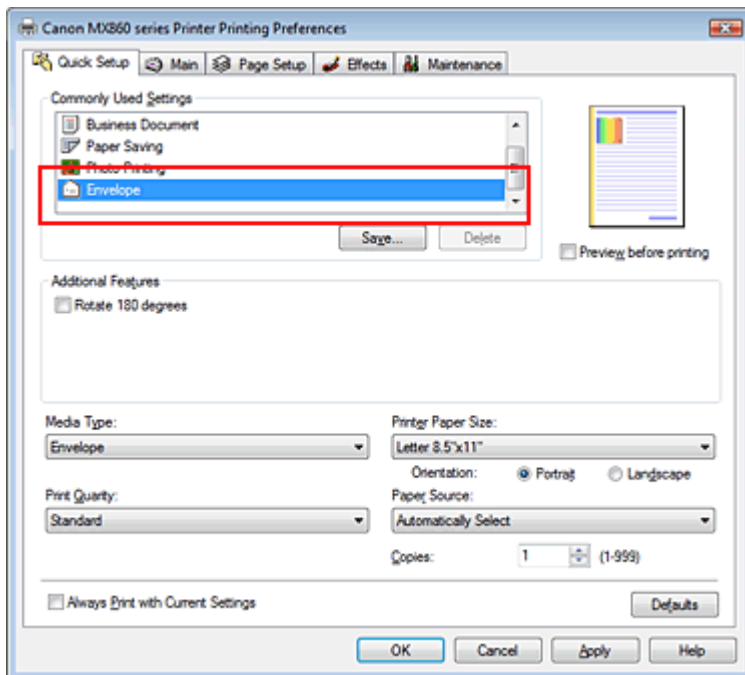 Canon MX860 series Printer Printing Preferences
Quick Setup Main Page Setup Effects Maintenance
Commonly Used Settings
Business Document
Paper Saving
Photo Printing
Envelope
Save... Delete
Preview before printing
Additional Features
Rotate 180 degrees
Media Type: Printer Paper Size:
Envelope Letter 8.5"x11"
Orientation: Portrait Landscape
Print Quality: Paper Source:
Standard Automatically Select
Copies: 1 (1-999)
Always Print with Current Settings Defaults
OK Cancel Apply Help